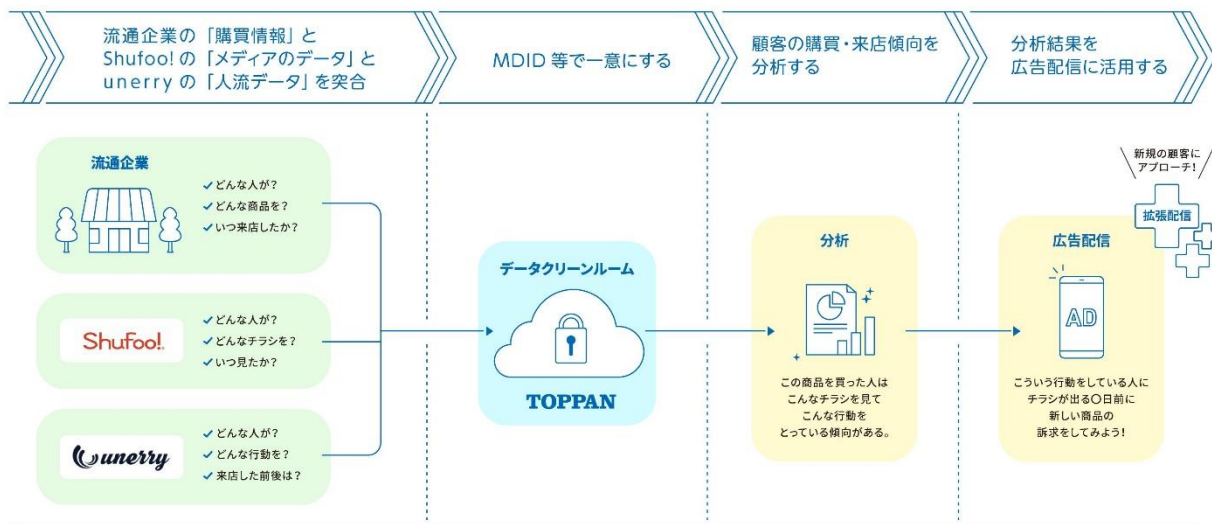 流通企業の「購買情報」と
Shufoo!の「メディアのデータ」と
unerryの「人流データ」を突合
MDID等で一意にする
顧客の購買・来店傾向を
分析する
分析結果を
広告配信に活用する
流通企業
✓どんな人が?
✓どんな商品を?
✓いつ来店したか?
Shufoo!
✓どんな人が?
✓どんなチラシを?
✓いつ見たか?
unerry
✓どんな人が?
✓どんな行動を?
✓来店した前後は?
データクリーンルーム
TOPPAN
分析
この商品を買った人は
こんなチラシを見て
こんな行動を
とっている傾向がある。
新規の顧客に
アプローチ!
拡張配信
広告配信
AD
こういう行動をしている人に
チラシが出る〇日前に
新しい商品の
訴求をしてみよう!